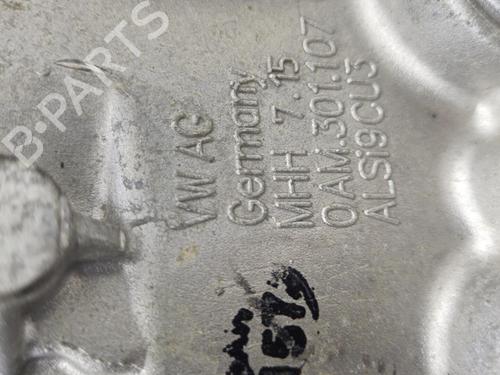 B-PARTS
VW AG
Germany
MHH 7.15
0AM.301.107
ALSi9CU3